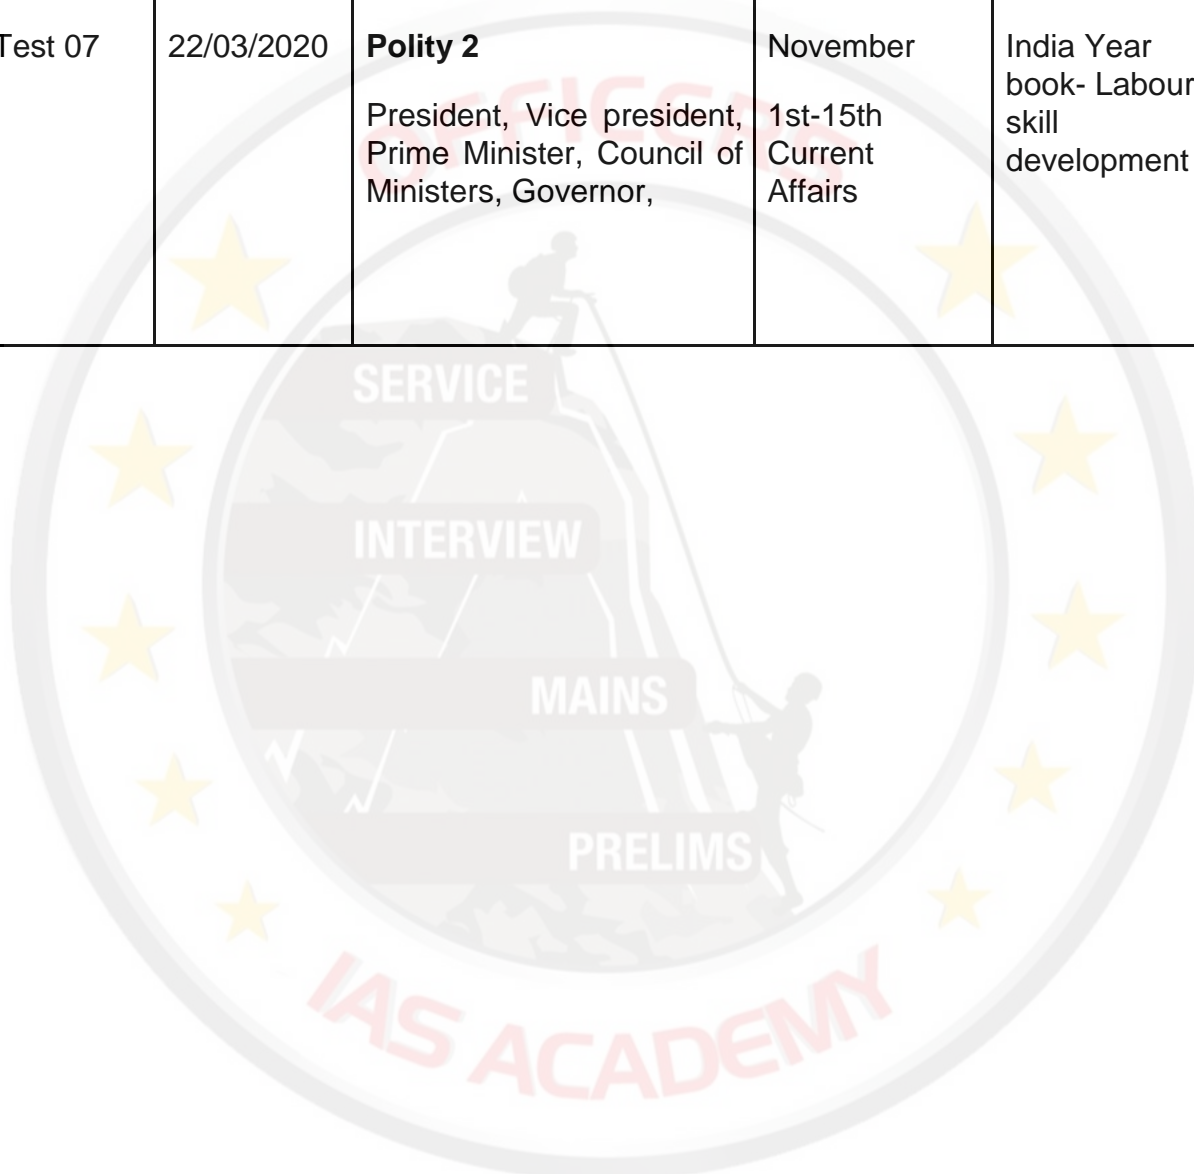 Test 07
22/03/2020
Polity 2
President, Vice president,
Prime Minister, Council of
Ministers, Governor,
November
1st-15th
Current
Affairs
India Year
book- Labour
skill
development
OFFICERS
SERVICE
INTERVIEW
MAINS
PRELIMS
IAS ACADEMY